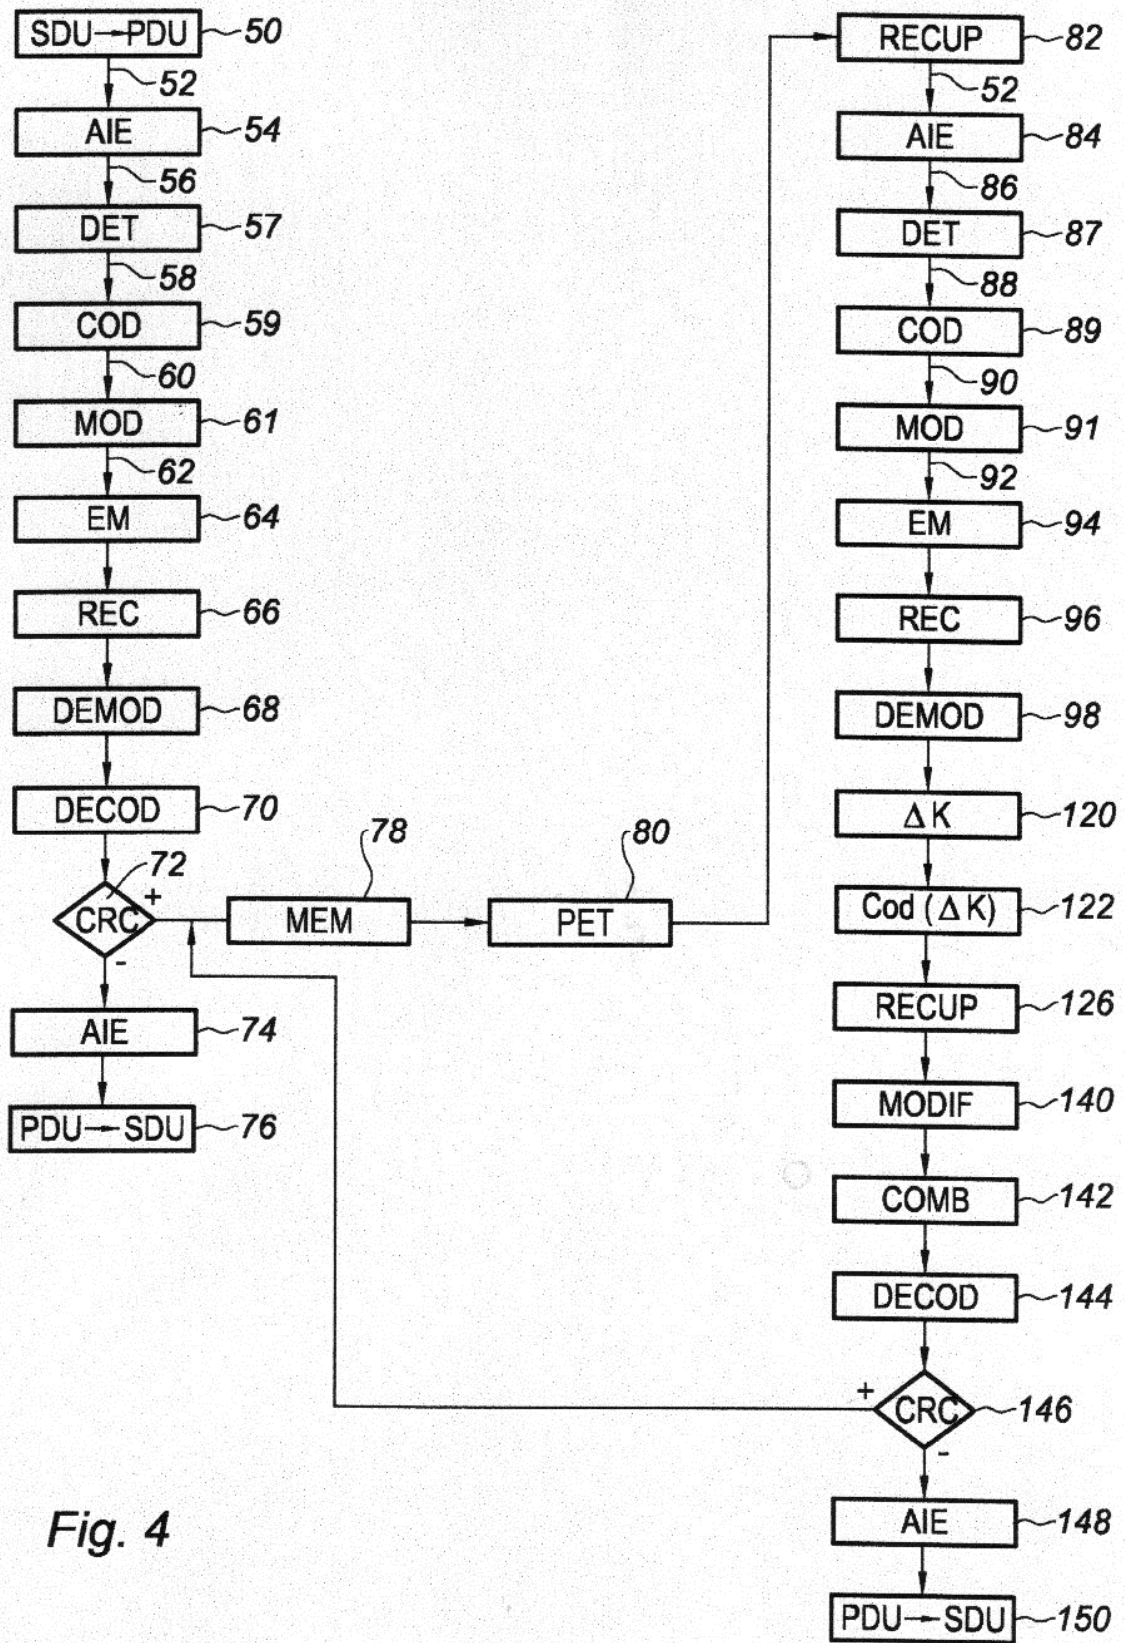 SDU→PDU 50
52
AIE 54
56
DET 57
58
COD 59
60
MOD 61
62
EM 64
REC 66
DEMOD 68
DECOD 70
72
CRC
+
-
AIE 74
PDU→SDU 76
78
MEM
80
PET
RECUP 82
52
AIE 84
86
DET 87
88
COD 89
90
MOD 91
92
EM 94
REC 96
DEMOD 98
ΔK 120
Cod (ΔK) 122
RECUP 126
MODIF 140
COMB 142
DECOD 144
+
CRC 146
-
AIE 148
PDU→SDU 150
Fig. 4